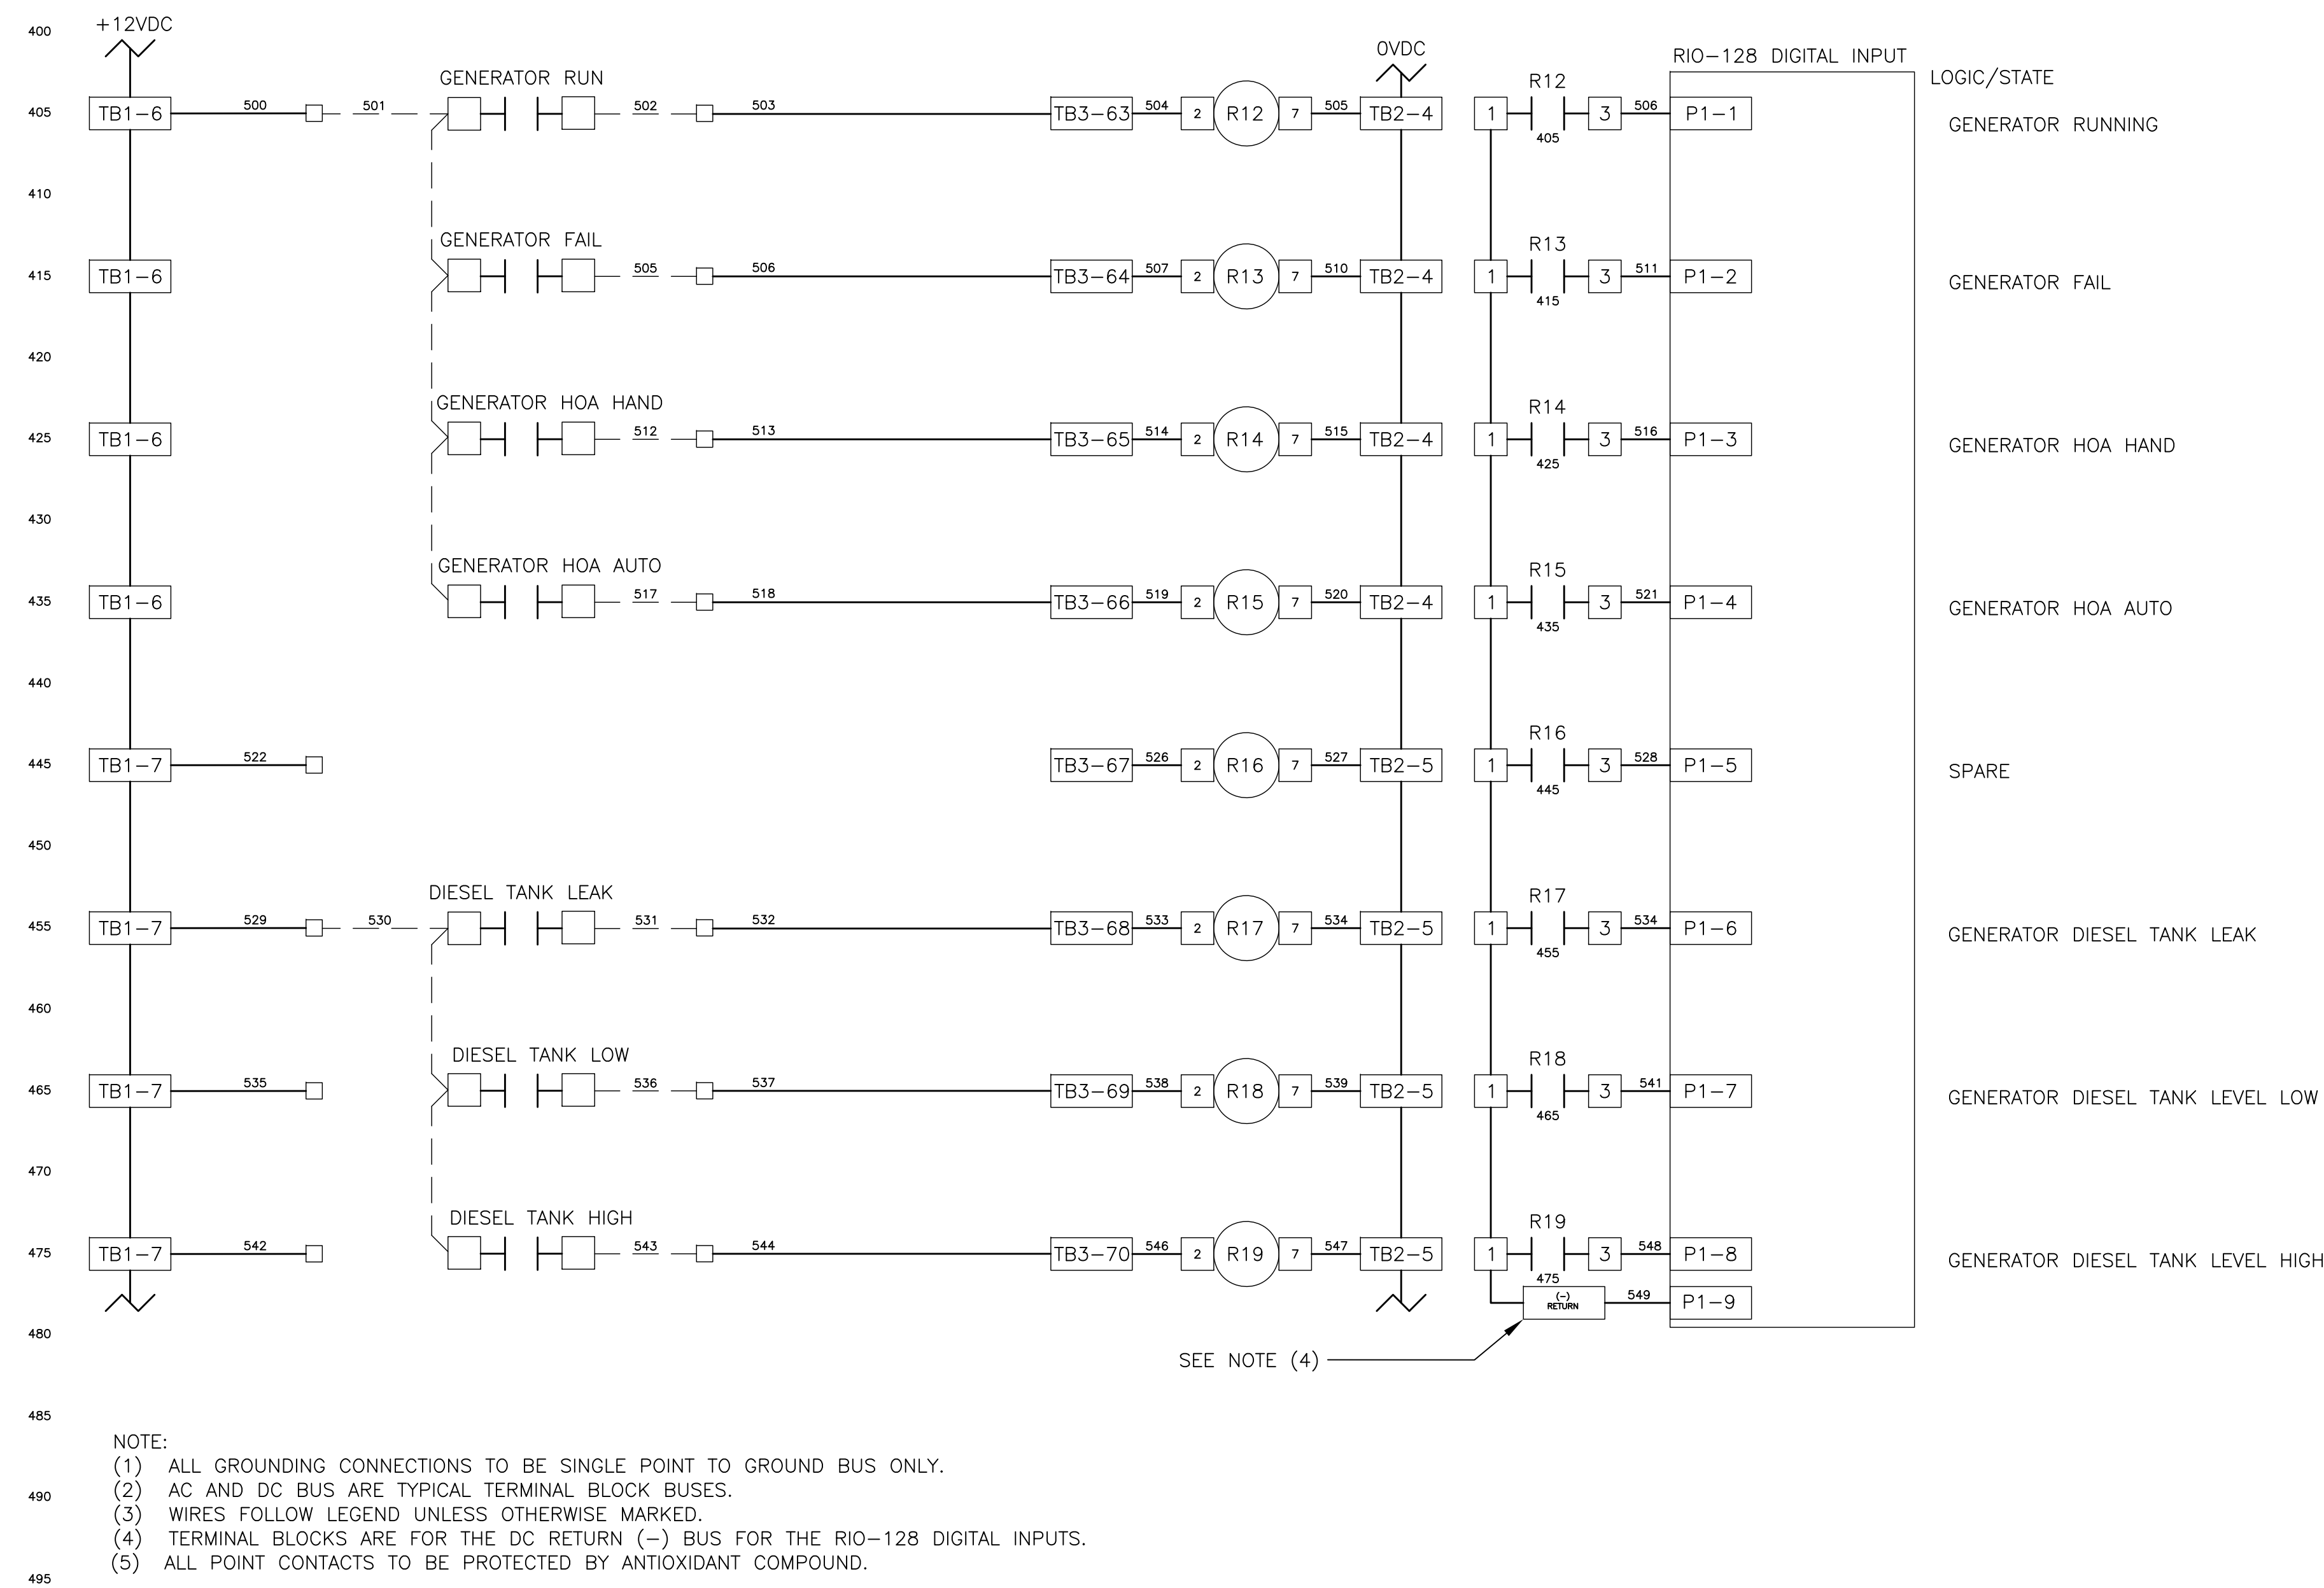 400 +12VDC 0VDC
RIO-128 DIGITAL INPUT
LOGIC/STATE
GENERATOR RUN R12
405 TB1-6 500 501 502 503 TB3-63 504 2 R12 7 505 TB2-4 1 405 3 506 P1-1 GENERATOR RUNNING
410
GENERATOR FAIL R13
415 TB1-6 505 506 TB3-64 507 2 R13 7 510 TB2-4 1 415 3 511 P1-2 GENERATOR FAIL
420
GENERATOR HOA HAND R14
425 TB1-6 512 513 TB3-65 514 2 R14 7 515 TB2-4 1 425 3 516 P1-3 GENERATOR HOA HAND
430
GENERATOR HOA AUTO R15
435 TB1-6 517 518 TB3-66 519 2 R15 7 520 TB2-4 1 435 3 521 P1-4 GENERATOR HOA AUTO
440
R16
445 TB1-7 522 TB3-67 526 2 R16 7 527 TB2-5 1 445 3 528 P1-5 SPARE
450
DIESEL TANK LEAK R17
455 TB1-7 529 530 531 532 TB3-68 533 2 R17 7 534 TB2-5 1 455 3 534 P1-6 GENERATOR DIESEL TANK LEAK
460
DIESEL TANK LOW R18
465 TB1-7 535 536 537 TB3-69 538 2 R18 7 539 TB2-5 1 465 3 541 P1-7 GENERATOR DIESEL TANK LEVEL LOW
470
DIESEL TANK HIGH R19
475 TB1-7 542 543 544 TB3-70 546 2 R19 7 547 TB2-5 1 475 3 548 P1-8 GENERATOR DIESEL TANK LEVEL HIGH
(-)
RETURN 549 P1-9
480
SEE NOTE (4)
485
NOTE:
(1) ALL GROUNDING CONNECTIONS TO BE SINGLE POINT TO GROUND BUS ONLY.
490 (2) AC AND DC BUS ARE TYPICAL TERMINAL BLOCK BUSES.
(3) WIRES FOLLOW LEGEND UNLESS OTHERWISE MARKED.
(4) TERMINAL BLOCKS ARE FOR THE DC RETURN (-) BUS FOR THE RIO-128 DIGITAL INPUTS.
(5) ALL POINT CONTACTS TO BE PROTECTED BY ANTIOXIDANT COMPOUND.
495